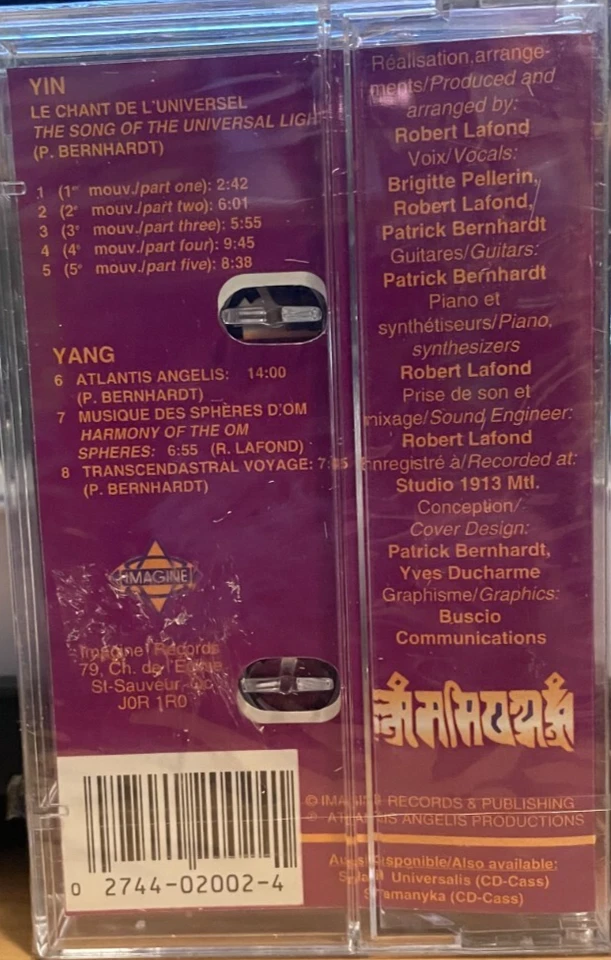 YIN
LE CHANT DE L'UNIVERSEL
THE SONG OF THE UNIVERSAL LIGH
(P. BERNHARDT)
1 (1er mouv./part one): 2:42
2 (2e mouv./part two): 6:01
3 (3e mouv./part three): 5:55
4 (4e mouv./part four): 9:45
5 (5e mouv./part five): 8:38
YANG
6 ATLANTIS ANGELIS: 14:00
(P. BERNHARDT)
7 MUSIQUE DES SPHÈRES D'OM
HARMONY OF THE OM
SPHERES: 6:55 (R. LAFOND)
8 TRANSCENDASTRAL VOYAGE:
(P. BERNHARDT)
IMAGINE
Imagine Records
79, Ch. de
St-Sauveur, Qc
J0R 1R0
0 2744-02002-4
Réalisation, arrange-
ments/Produced and
arranged by:
Robert Lafond
Voix/Vocals:
Brigitte Pellerin,
Robert Lafond,
Patrick Bernhardt
Guitares/Guitars:
Patrick Bernhardt
Piano et
synthétiseurs/Piano,
synthesizers
Robert Lafond
Prise de son et
mixage/Sound Engineer:
Robert Lafond
Enregistré à/Recorded at:
Studio 1913 Mtl.
Conception/
Cover Design:
Patrick Bernhardt,
Yves Ducharme
Graphisme/Graphics:
Buscio
Communications
© IMAGINE RECORDS & PUBLISHING
℗ ATLANTIS ANGELIS PRODUCTIONS
Aussi disponible/Also available:
Solaris Universalis (CD-Cass)
Shamanyka (CD-Cass)